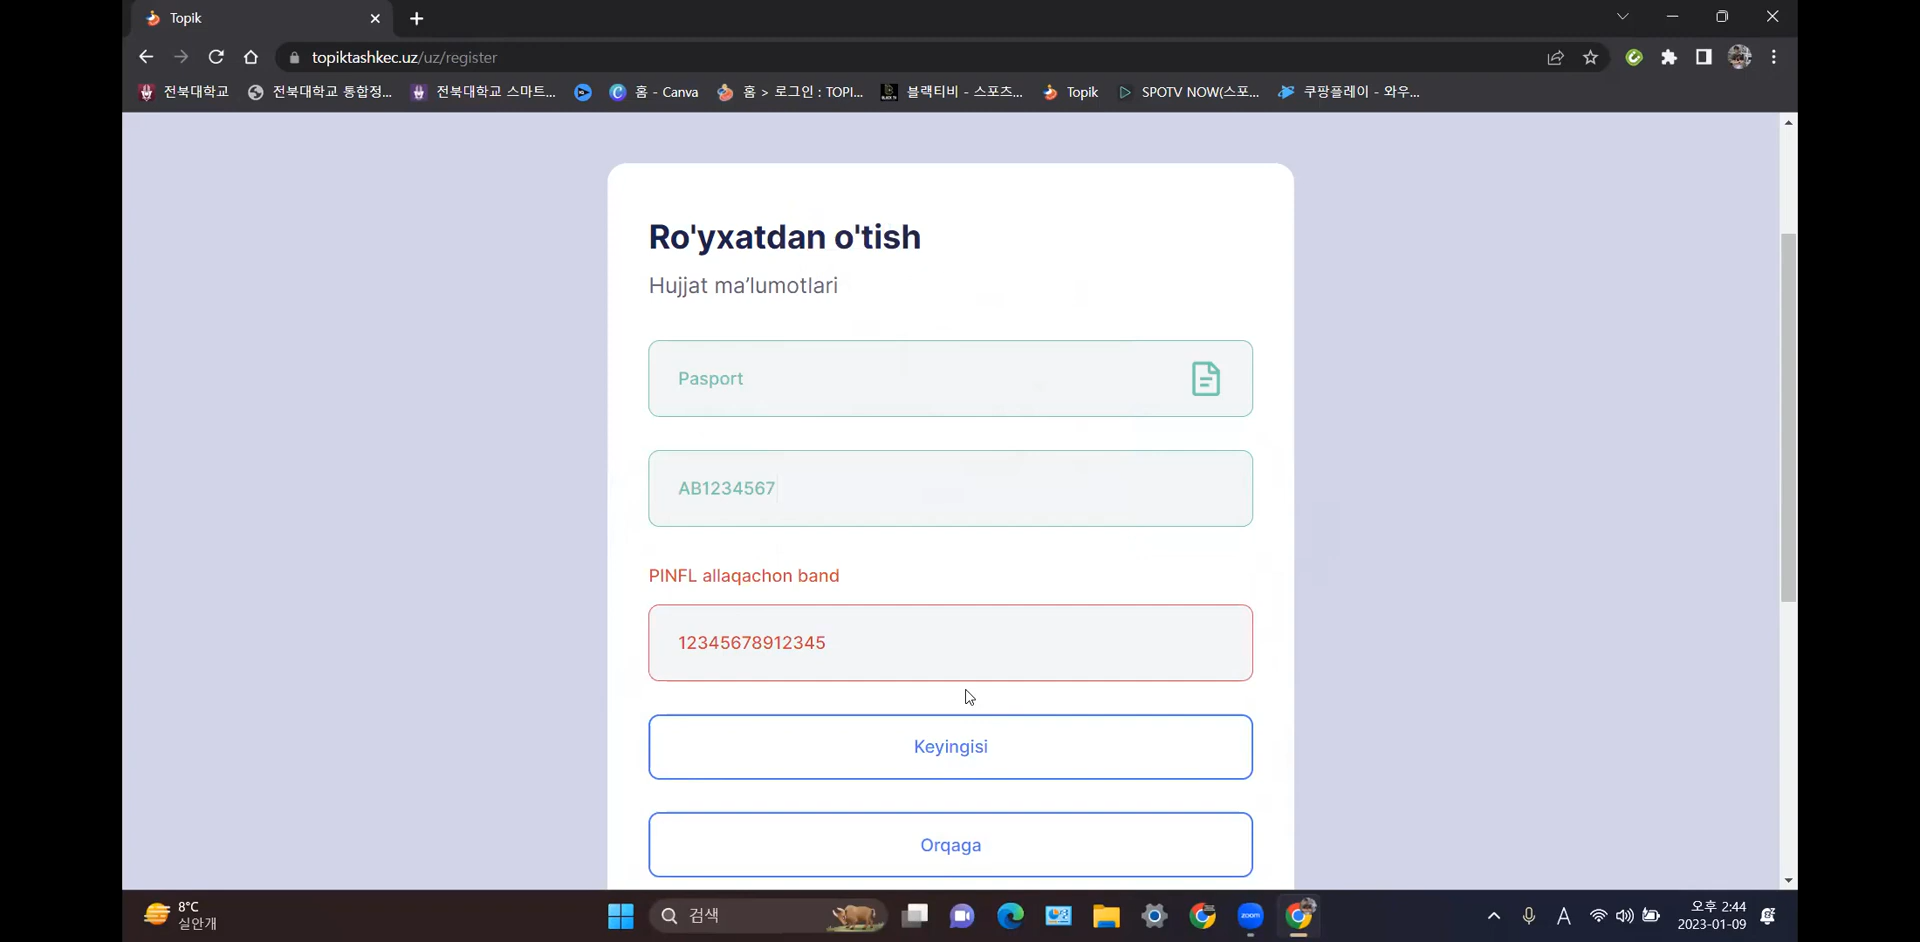 Topik
topiktashkec.uz/uz/register
전북대학교
전북대학교 통합정...
전북대학교 스마트...
홈 - Canva
홈 > 로그인 : TOPI...
블랙티비 - 스포츠...
Topik
SPOTV NOW(스포...
쿠팡플레이 - 와우...
Ro'yxatdan o'tish
Hujjat ma’lumotlari
Pasport
AB1234567
PINFL allaqachon band
12345678912345
Keyingisi
Orqaga
8°C
실안개
검색
zoom
A
오후 2:44
2023-01-09